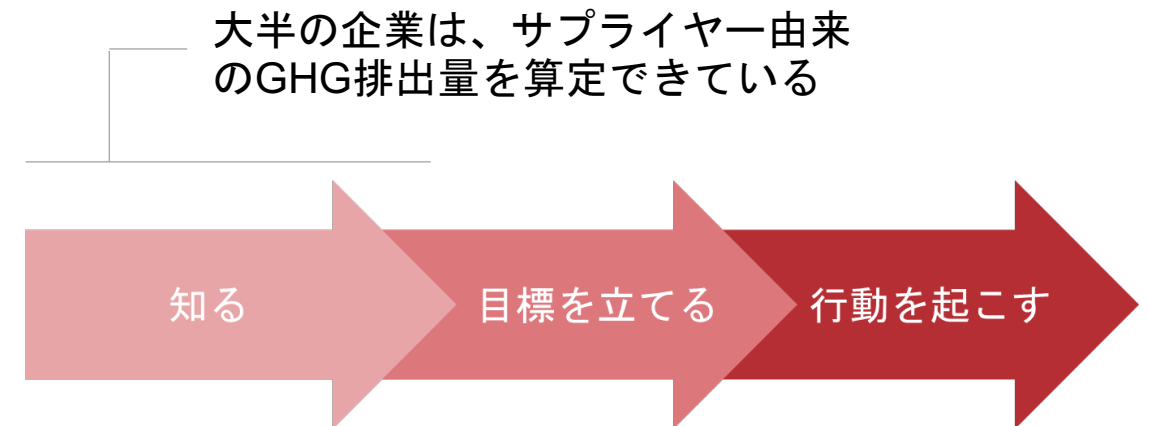 大半の企業は、サプライヤー由来
のGHG排出量を算定できている
知る
目標を立てる
行動を起こす